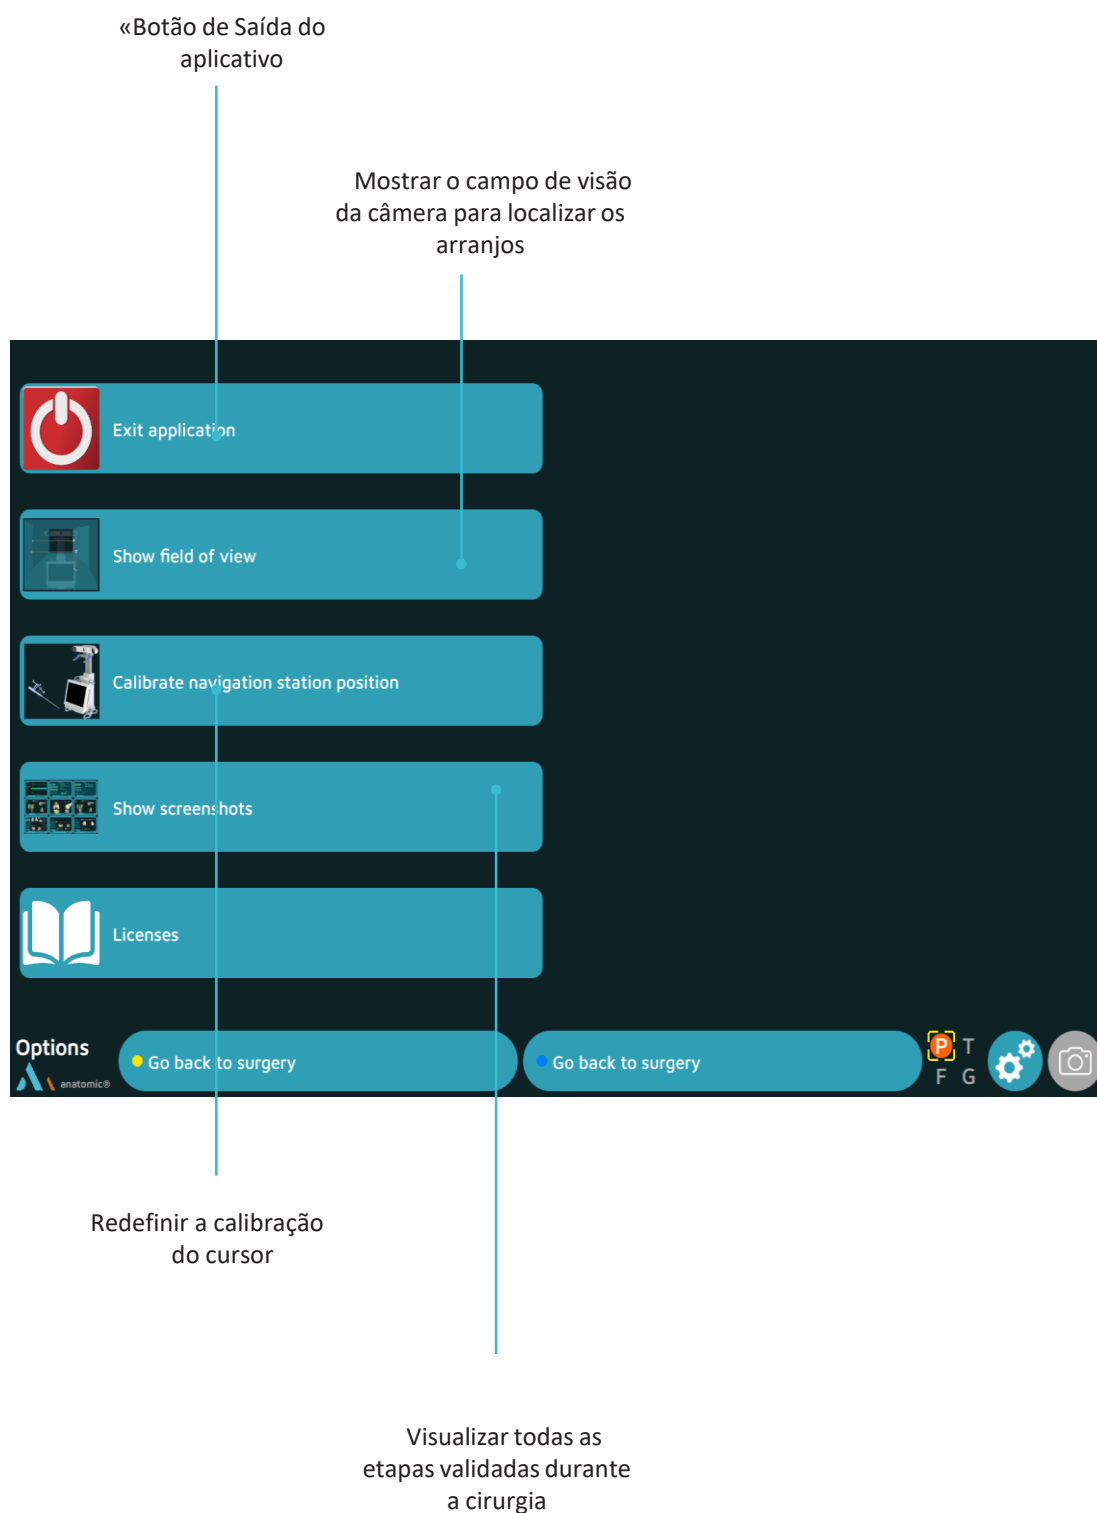 «Botão de Saída do
aplicativo
Mostrar o campo de visão
da câmera para localizar os
arranjos
Exit application
Show field of view
Calibrate navigation station position
Show screenshots
Licenses
Options
anatomic®
Go back to surgery
Go back to surgery
P T
F G
Redefinir a calibração
do cursor
Visualizar todas as
etapas validadas durante
a cirurgia